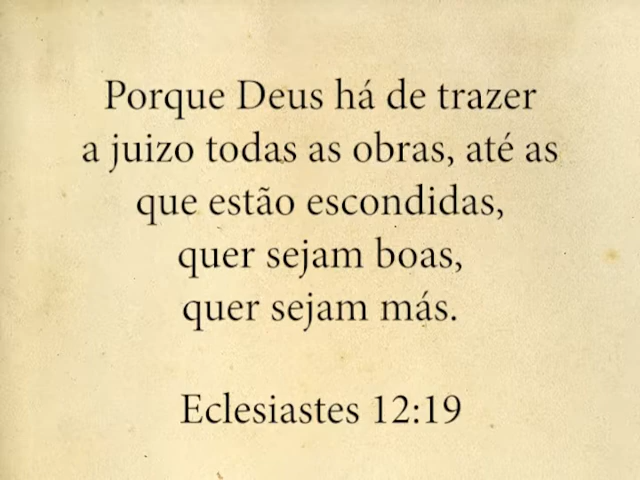 Porque Deus há de trazer
a juizo todas as obras, até as
que estão escondidas,
quer sejam boas,
quer sejam más.
Eclesiastes 12:19